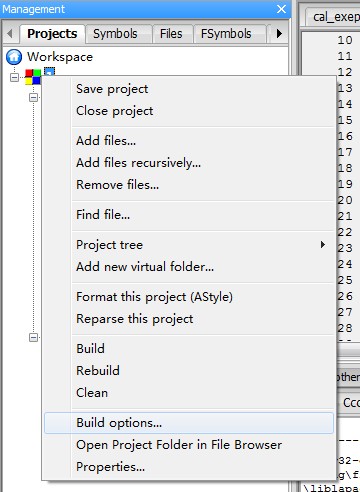 Management
Projects Symbols Files FSymbols
cal_exep
Workspace
Save project
Close project
Add files...
Add files recursively...
Remove files...
Find file...
Project tree
Add new virtual folder...
Format this project (AStyle)
Reparse this project
Build
Rebuild
Clean
Build options...
Open Project Folder in File Browser
Properties...
10
11
12
13
14
15
16
17
18
19
20
21
22
23
24
25
26
27
28
29
other
Ccc
932-
g\f
\liblapa